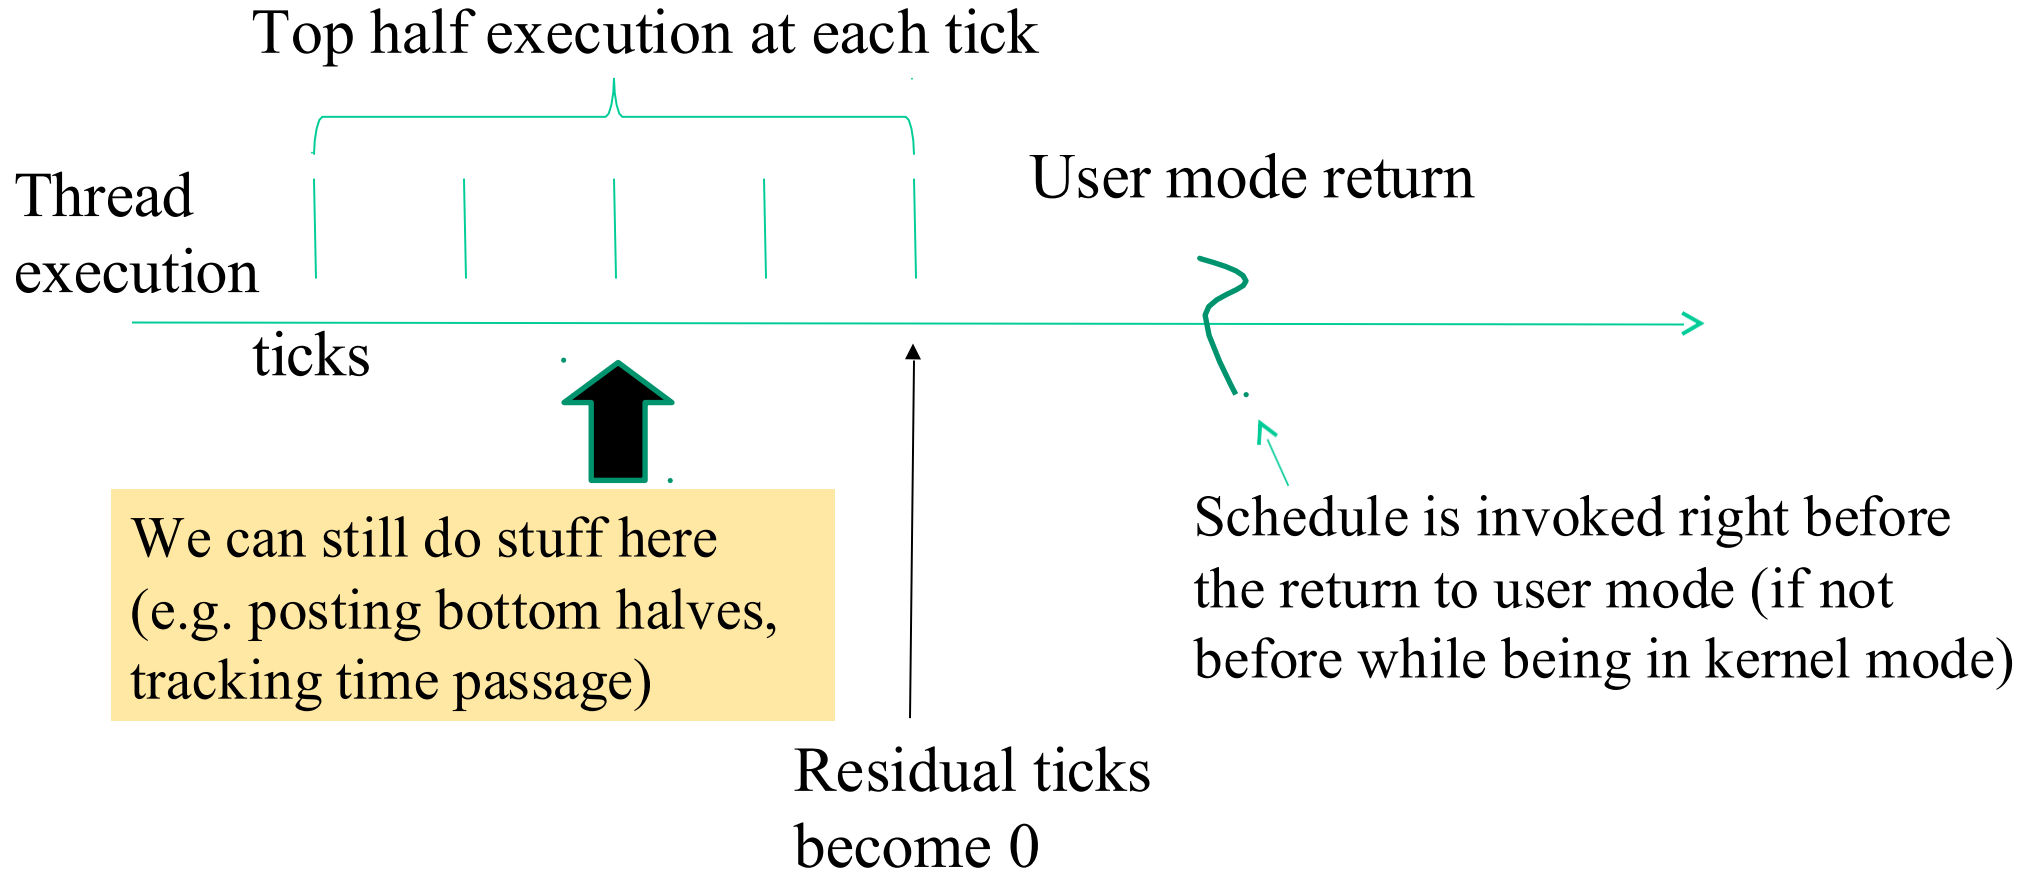 Top half execution at each tick
Thread
execution
User mode return
ticks
We can still do stuff here
(e.g. posting bottom halves,
tracking time passage)
Schedule is invoked right before
the return to user mode (if not
before while being in kernel mode)
Residual ticks
become 0